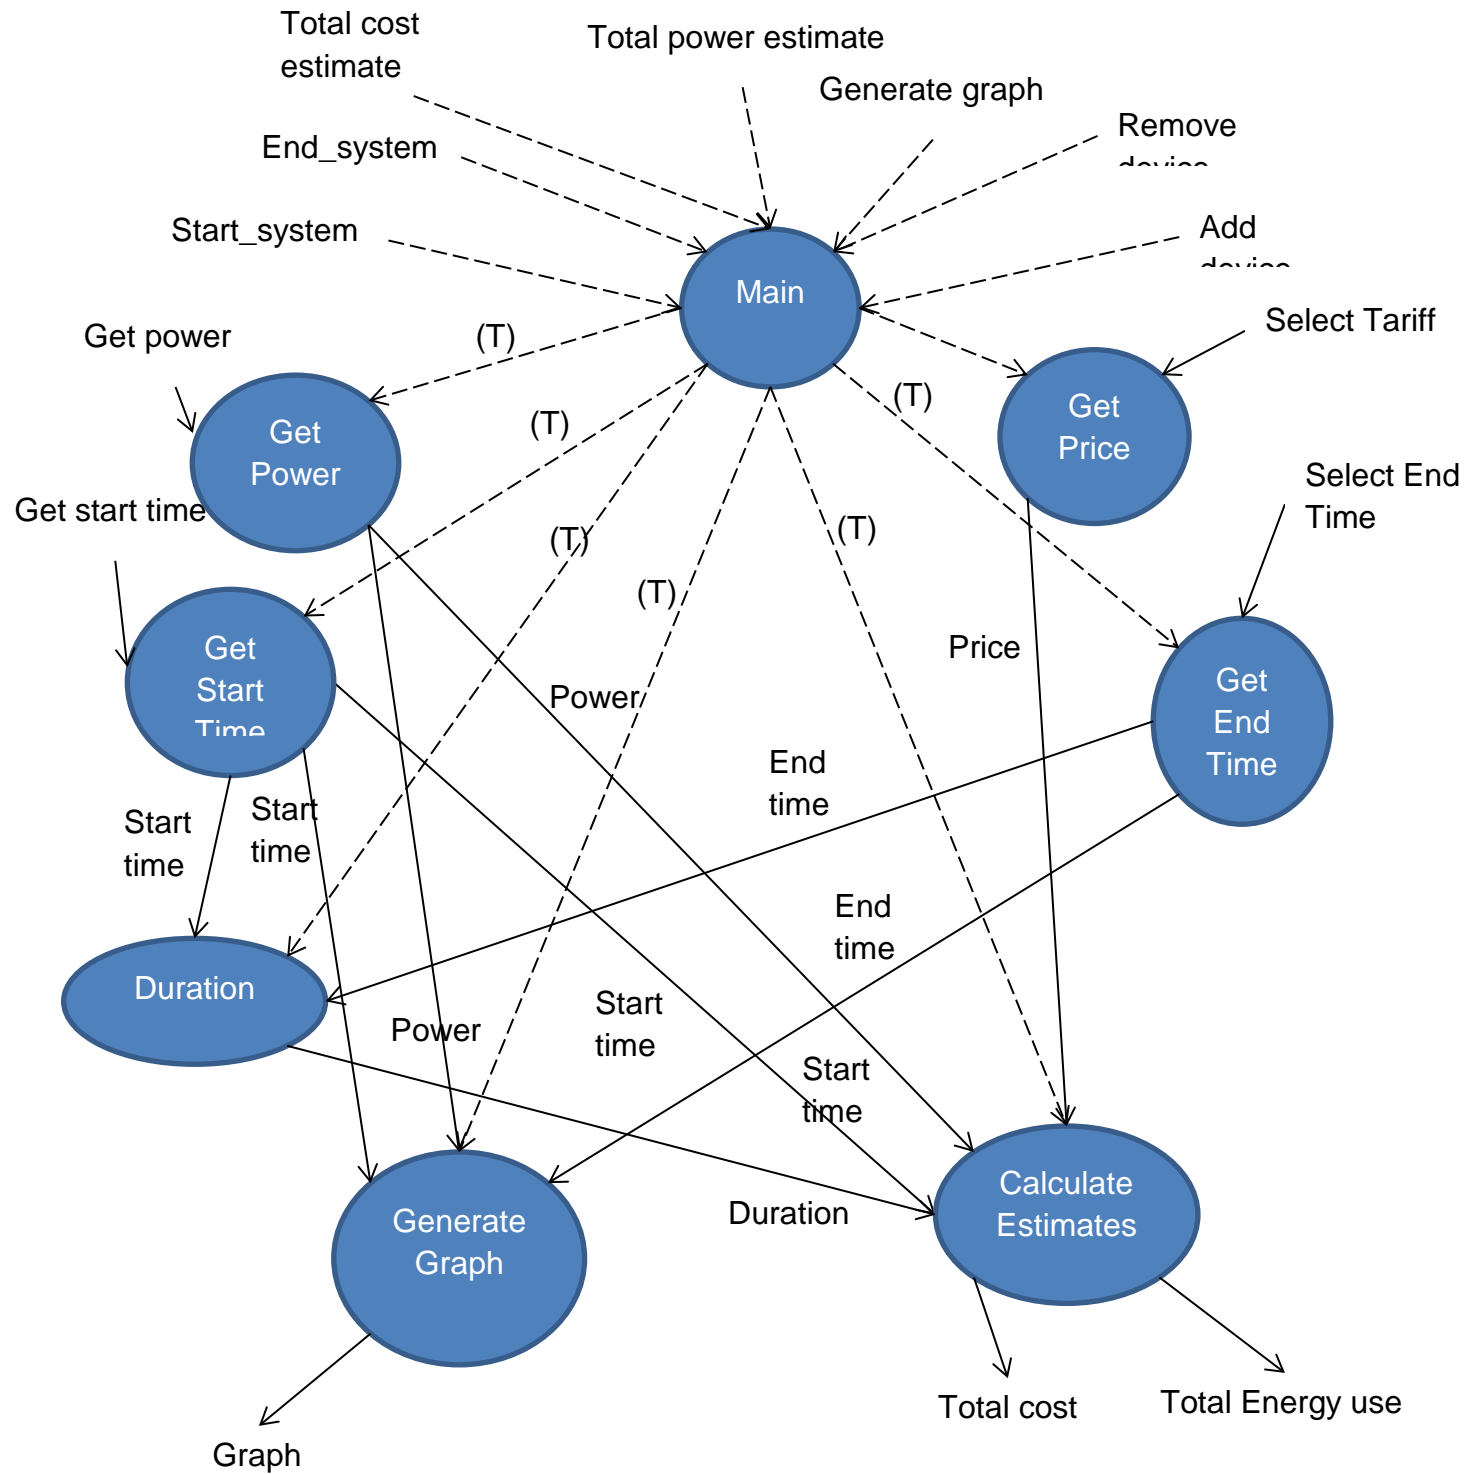 Total cost
estimate
Total power estimate
Generate graph
Remove
device
End_system
Start_system
Add
device
Main
Select Tariff
Get power
(T)
(T)
(T)
Get
Price
Get
Power
Select End
Time
Get start time
(T)
(T)
(T)
Get
Start
Time
Price
Get
End
Time
Power
End
time
Start
time
Start
time
End
time
Duration
Start
time
Power
Start
time
Calculate
Estimates
Duration
Generate
Graph
Total cost
Total Energy use
Graph